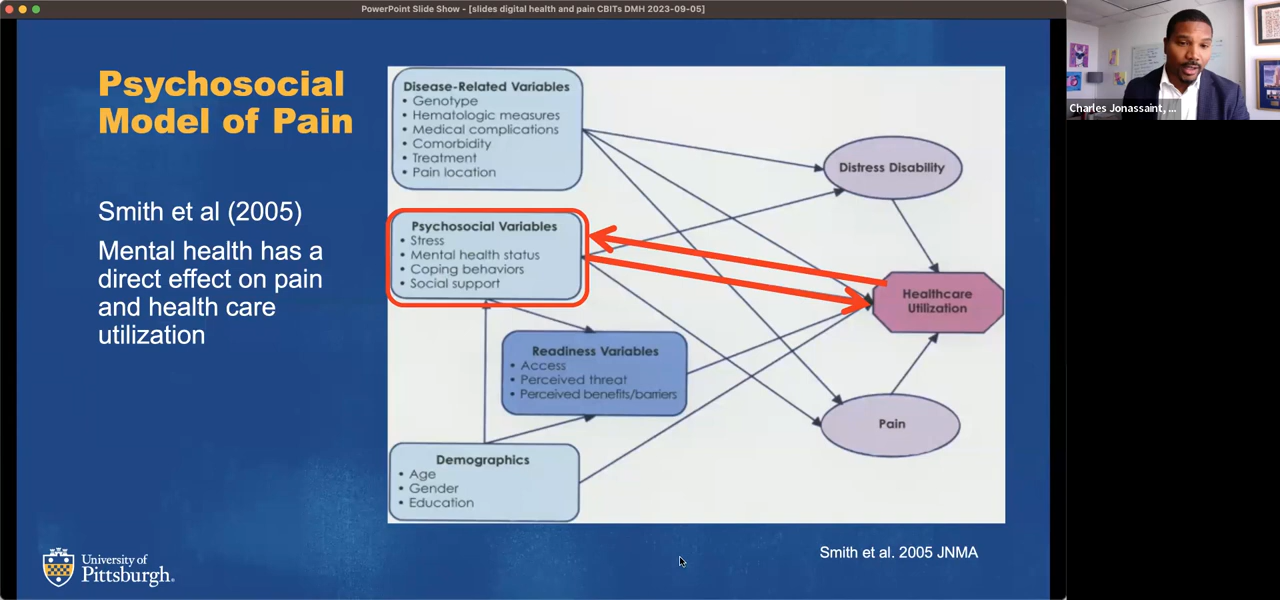 PowerPoint Slide Show - [slides digital health and pain CBITs DMH 2023-09-05]
Charles Jonassaint, ...
Psychosocial
Model of Pain
Smith et al (2005)
Mental health has a
direct effect on pain
and health care
utilization
Disease-Related Variables
• Genotype
• Hematologic measures
• Medical complications
• Comorbidity
• Treatment
• Pain location
Psychosocial Variables
• Stress
• Mental health status
• Coping behaviors
• Social support
Readiness Variables
• Access
• Perceived threat
• Perceived benefits/barriers
Demographics
• Age
• Gender
• Education
Distress Disability
Healthcare
Utilization
Pain
Smith et al. 2005 JNMA
University of
Pittsburgh.